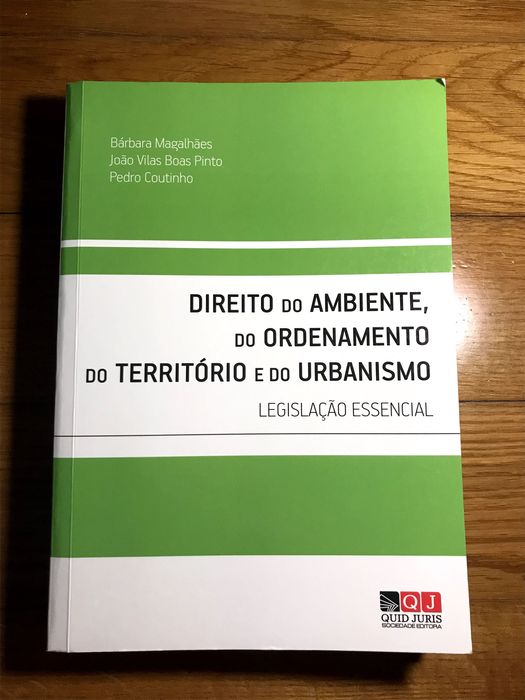 Bárbara Magalhães
João Vilas Boas Pinto
Pedro Coutinho
DIREITO DO AMBIENTE,
DO ORDENAMENTO
DO TERRITÓRIO E DO URBANISMO
LEGISLAÇÃO ESSENCIAL
QJ
QUID JURIS
SOCIEDADE EDITORA